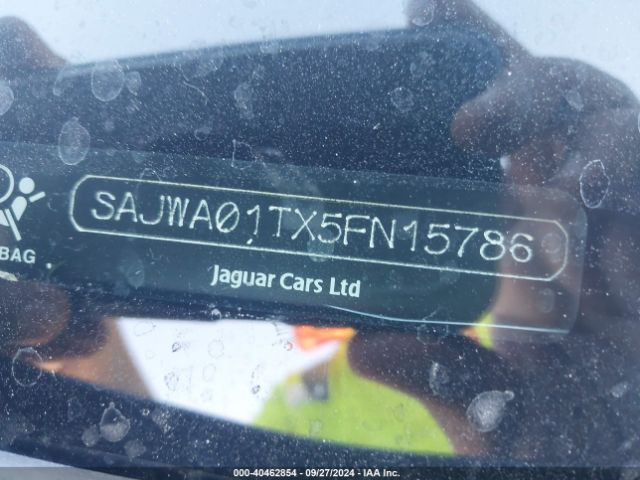 SAJWA01TX5FN15786
BAG
Jaguar Cars Ltd
000-40462854 / 09/27/2024 - IAA Inc.